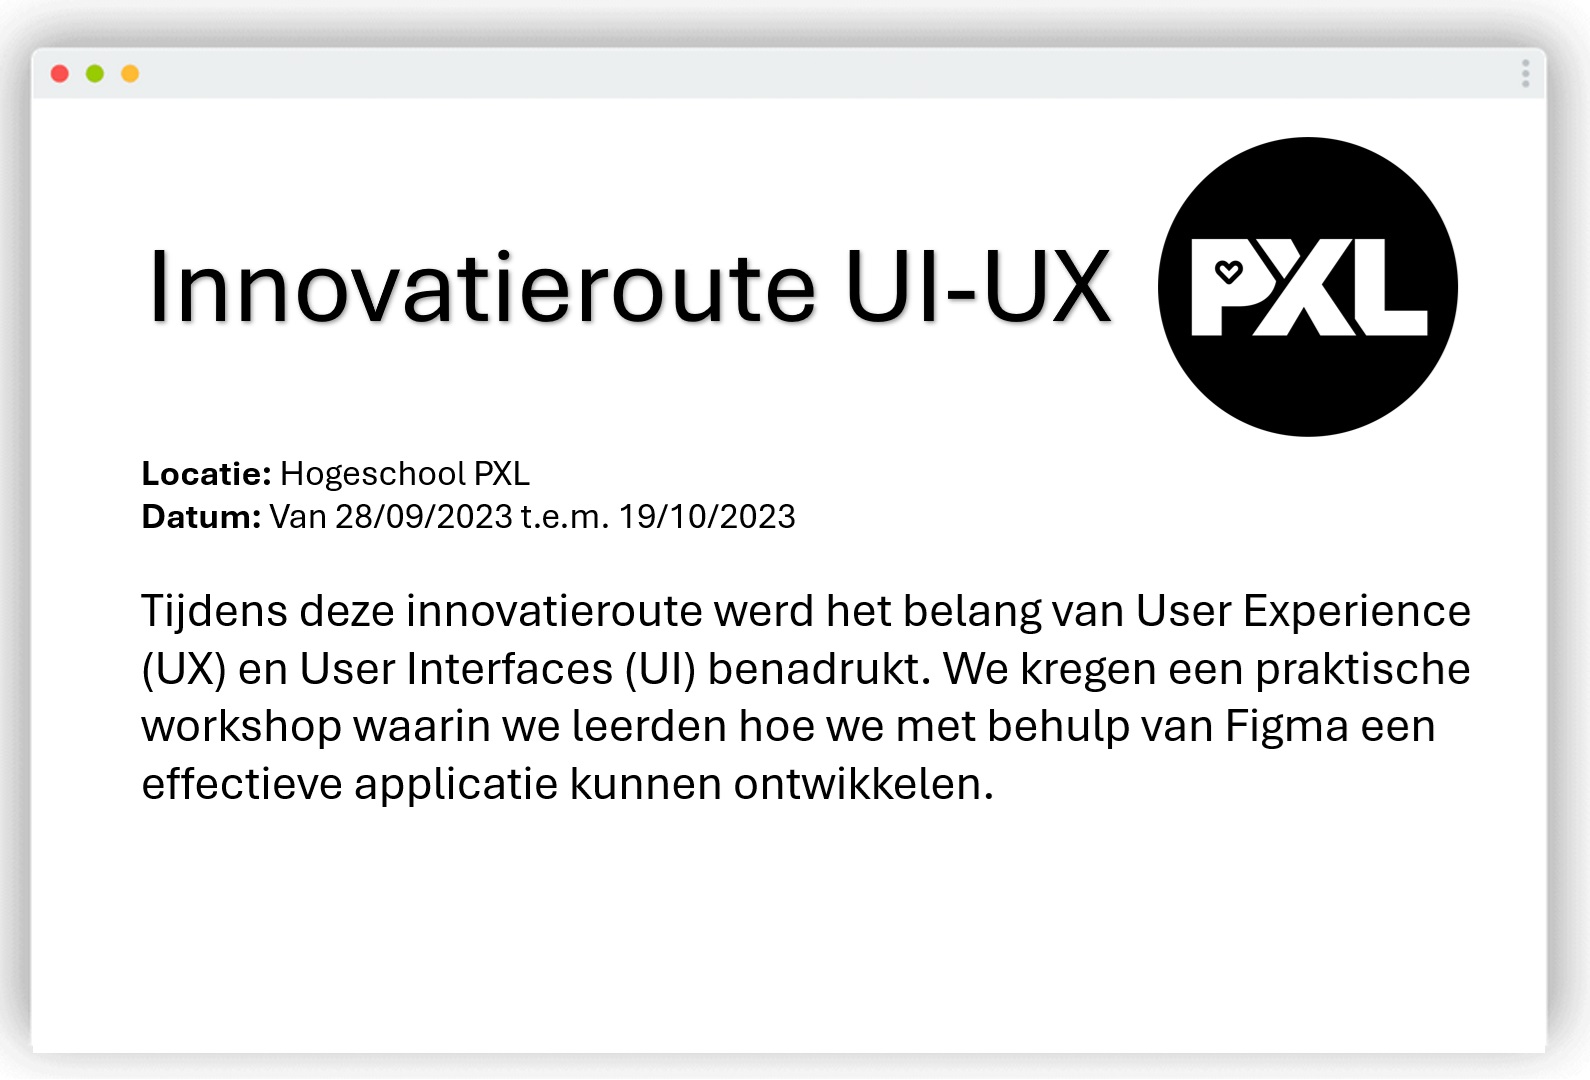 Innovatieroute UI-UX
PXL
Locatie: Hogeschool PXL
Datum: Van 28/09/2023 t.e.m. 19/10/2023
Tijdens deze innovatieroute werd het belang van User Experience
(UX) en User Interfaces (UI) benadrukt. We kregen een praktische
workshop waarin we leerden hoe we met behulp van Figma een
effectieve applicatie kunnen ontwikkelen.